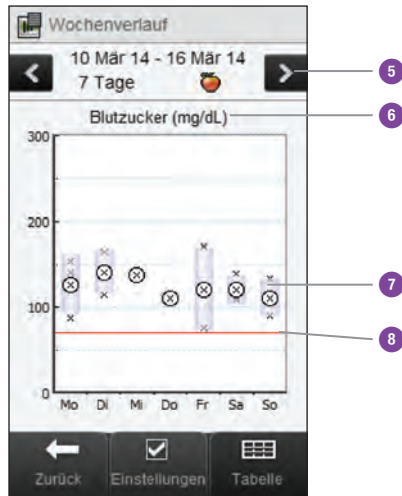 Wochenverlauf
10 Mär 14 - 16 Mär 14
7 Tage
5
Blutzucker (mg/dL)
6
300
200
100
0
7
8
Mo Di Mi Do Fr Sa So
Zurück Einstellungen Tabelle